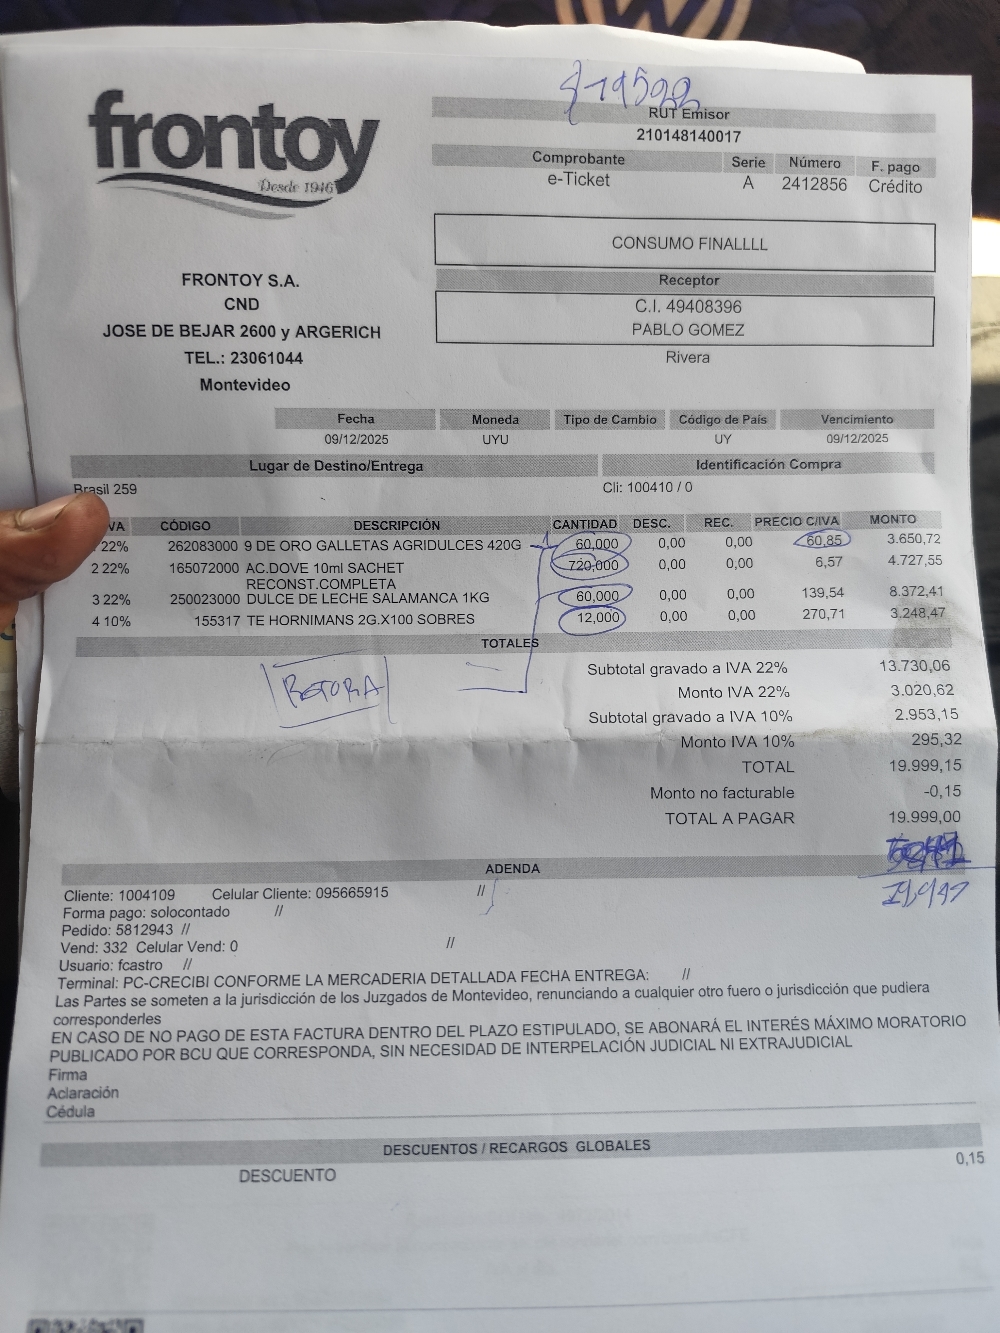 $19522
frontoy
Desde 1946
RUT Emisor
210148140017
Comprobante Serie Número F. pago
e-Ticket A 2412856 Crédito
CONSUMO FINALLLL
Receptor
C.I. 49408396
PABLO GOMEZ
Rivera
FRONTOY S.A.
CND
JOSE DE BEJAR 2600 y ARGERICH
TEL.: 23061044
Montevideo
Fecha Moneda Tipo de Cambio Código de País Vencimiento
09/12/2025 UYU UY 09/12/2025
Lugar de Destino/Entrega Identificación Compra
Brasil 259 Cli: 100410 / 0
VA CÓDIGO DESCRIPCIÓN CANTIDAD DESC. REC. PRECIO C/IVA MONTO
22% 262083000 9 DE ORO GALLETAS AGRIDULCES 420G 60,000 0,00 0,00 60,85 3.650,72
2 22% 165072000 AC.DOVE 10ml SACHET 720,000 0,00 0,00 6,57 4.727,55
RECONST.COMPLETA
3 22% 250023000 DULCE DE LECHE SALAMANCA 1KG 60,000 0,00 0,00 139,54 8.372,41
4 10% 155317 TE HORNIMANS 2G.X100 SOBRES 12,000 0,00 0,00 270,71 3.248,47
TOTALES
Subtotal gravado a IVA 22% 13.730,06
Monto IVA 22% 3.020,62
Subtotal gravado a IVA 10% 2.953,15
Monto IVA 10% 295,32
TOTAL 19.999,15
Monto no facturable -0,15
TOTAL A PAGAR 19.999,00
ADENDA
Cliente: 1004109 Celular Cliente: 095665915 //
Forma pago: solocontado //
Pedido: 5812943 //
Vend: 332 Celular Vend: 0 //
Usuario: fcastro //
Terminal: PC-CRECIBI CONFORME LA MERCADERIA DETALLADA FECHA ENTREGA: //
Las Partes se someten a la jurisdicción de los Juzgados de Montevideo, renunciando a cualquier otro fuero o jurisdicción que pudiera
corresponderles
EN CASO DE NO PAGO DE ESTA FACTURA DENTRO DEL PLAZO ESTIPULADO, SE ABONARÁ EL INTERÉS MÁXIMO MORATORIO
PUBLICADO POR BCU QUE CORRESPONDA, SIN NECESIDAD DE INTERPELACIÓN JUDICIAL NI EXTRAJUDICIAL
Firma
Aclaración
Cédula
DESCUENTOS / RECARGOS GLOBALES
DESCUENTO 0,15